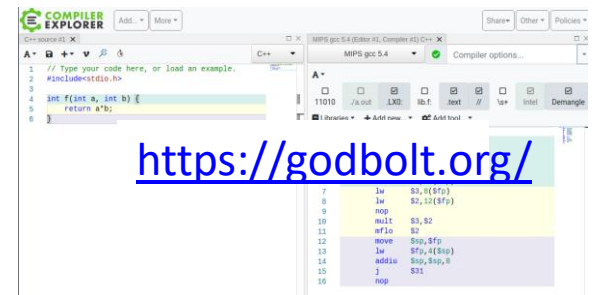 COMPILER
EXPLORER
Add... More
Share Other Policies
C++ source #1 X
MIPS gcc 5.4 (Editor #1, Compiler #1) C++ X
A
C++
MIPS gcc 5.4
Compiler options...
1 // Type your code here, or load an example.
2 #include<stdio.h>
3
4 int f(int a, int b) {
5 return a*b;
6 }
A
11010 ./a.out .LX0: lib.f: .text // \s+ Intel Demangle
Libraries + Add new... Add tool...
https://godbolt.org/
7 lw $3,8($fp)
8 lw $2,12($fp)
9 nop
10 mult $3,$2
11 mflo $2
12 move $sp,$fp
13 lw $fp,4($sp)
14 addiu $sp,$sp,8
15 j $31
16 nop